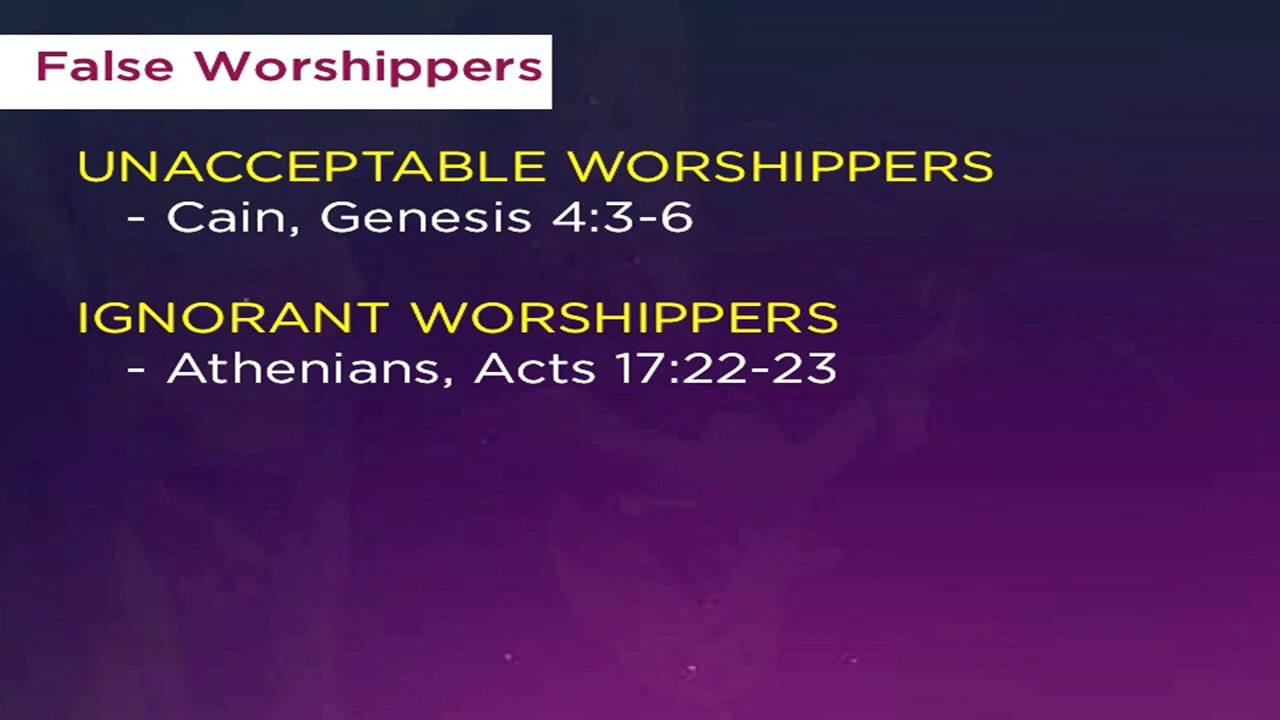 False Worshippers
UNACCEPTABLE WORSHIPPERS
- Cain, Genesis 4:3-6
IGNORANT WORSHIPPERS
- Athenians, Acts 17:22-23